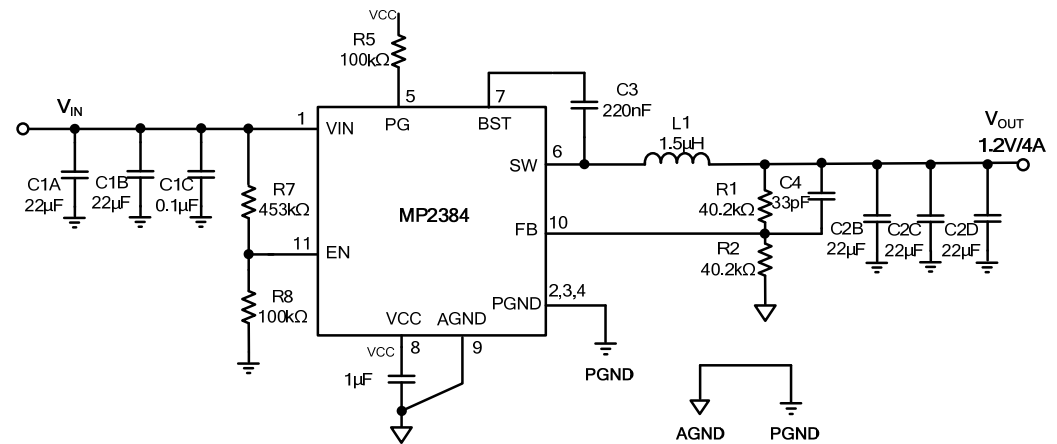 VCC
R5
100kΩ
5
7
C3
220nF
VIN
1
VIN
PG
BST
L1
1.5µH
VOUT
1.2V/4A
6
SW
C1A
22µF
C1B
22µF
C1C
0.1µF
R7
453kΩ
MP2384
R1
40.2kΩ
C4
33pF
FB
10
C2B
22µF
C2C
22µF
C2D
22µF
11
EN
R2
40.2kΩ
R8
100kΩ
PGND
2,3,4
VCC
AGND
VCC
8
9
1µF
PGND
AGND
PGND